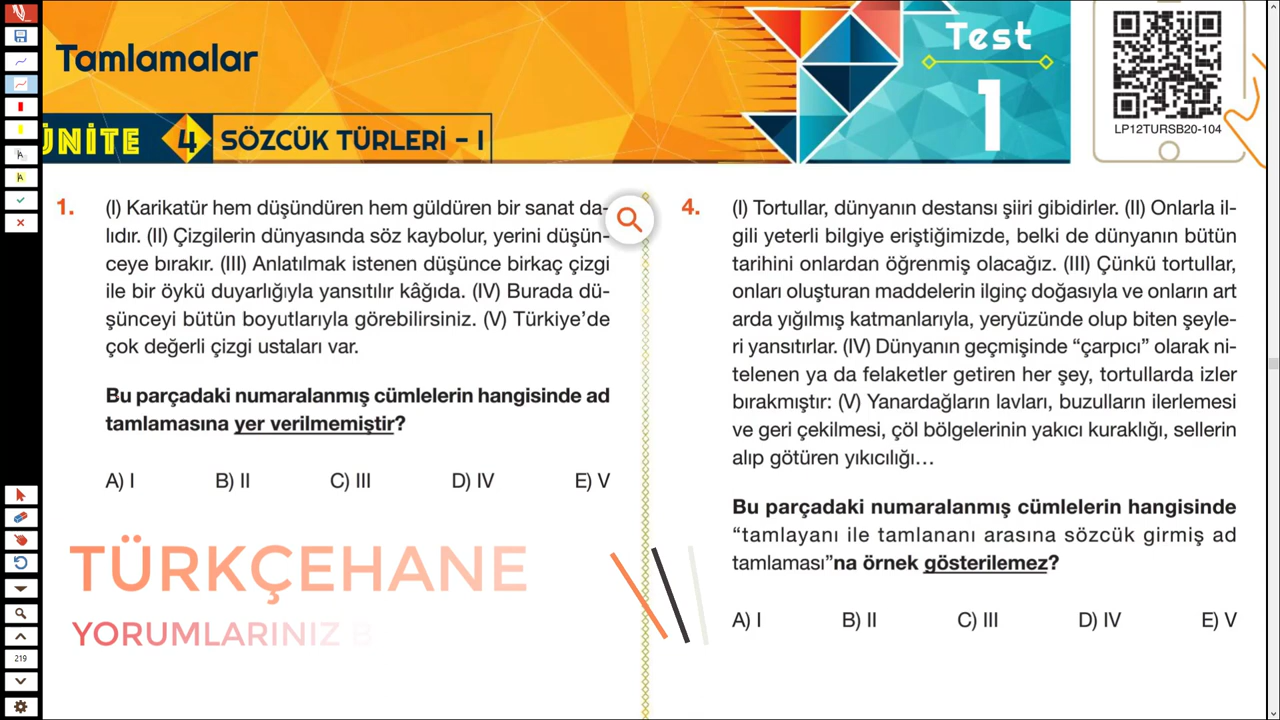 Tamlamalar
Test
1
ÜNİTE 4 SÖZCÜK TÜRLERİ - I
LP12TURSB20-104
1. (I) Karikatür hem düşündüren hem güldüren bir sanat da-
lıdır. (II) Çizgilerin dünyasında söz kaybolur, yerini düşün-
ceye bırakır. (III) Anlatılmak istenen düşünce birkaç çizgi
ile bir öykü duyarlığıyla yansıtılır kâğıda. (IV) Burada dü-
şünceyi bütün boyutlarıyla görebilirsiniz. (V) Türkiye’de
çok değerli çizgi ustaları var.
Bu parçadaki numaralanmış cümlelerin hangisinde ad
tamlamasına yer verilmemiştir?
A) I B) II C) III D) IV E) V
TÜRKÇEHANE
YORUMLARINIZ B
4. (I) Tortullar, dünyanın destansı şiiri gibidirler. (II) Onlarla il-
gili yeterli bilgiye eriştiğimizde, belki de dünyanın bütün
tarihini onlardan öğrenmiş olacağız. (III) Çünkü tortullar,
onları oluşturan maddelerin ilginç doğasıyla ve onların art
arda yığılmış katmanlarıyla, yeryüzünde olup biten şeyle-
ri yansıtırlar. (IV) Dünyanın geçmişinde “çarpıcı” olarak ni-
telenen ya da felaketler getiren her şey, tortullarda izler
bırakmıştır: (V) Yanardağların lavları, buzulların ilerlemesi
ve geri çekilmesi, çöl bölgelerinin yakıcı kuraklığı, sellerin
alıp götüren yıkıcılığı…
Bu parçadaki numaralanmış cümlelerin hangisinde
“tamlayanı ile tamlananı arasına sözcük girmiş ad
tamlaması”na örnek gösterilemez?
A) I B) II C) III D) IV E) V
219